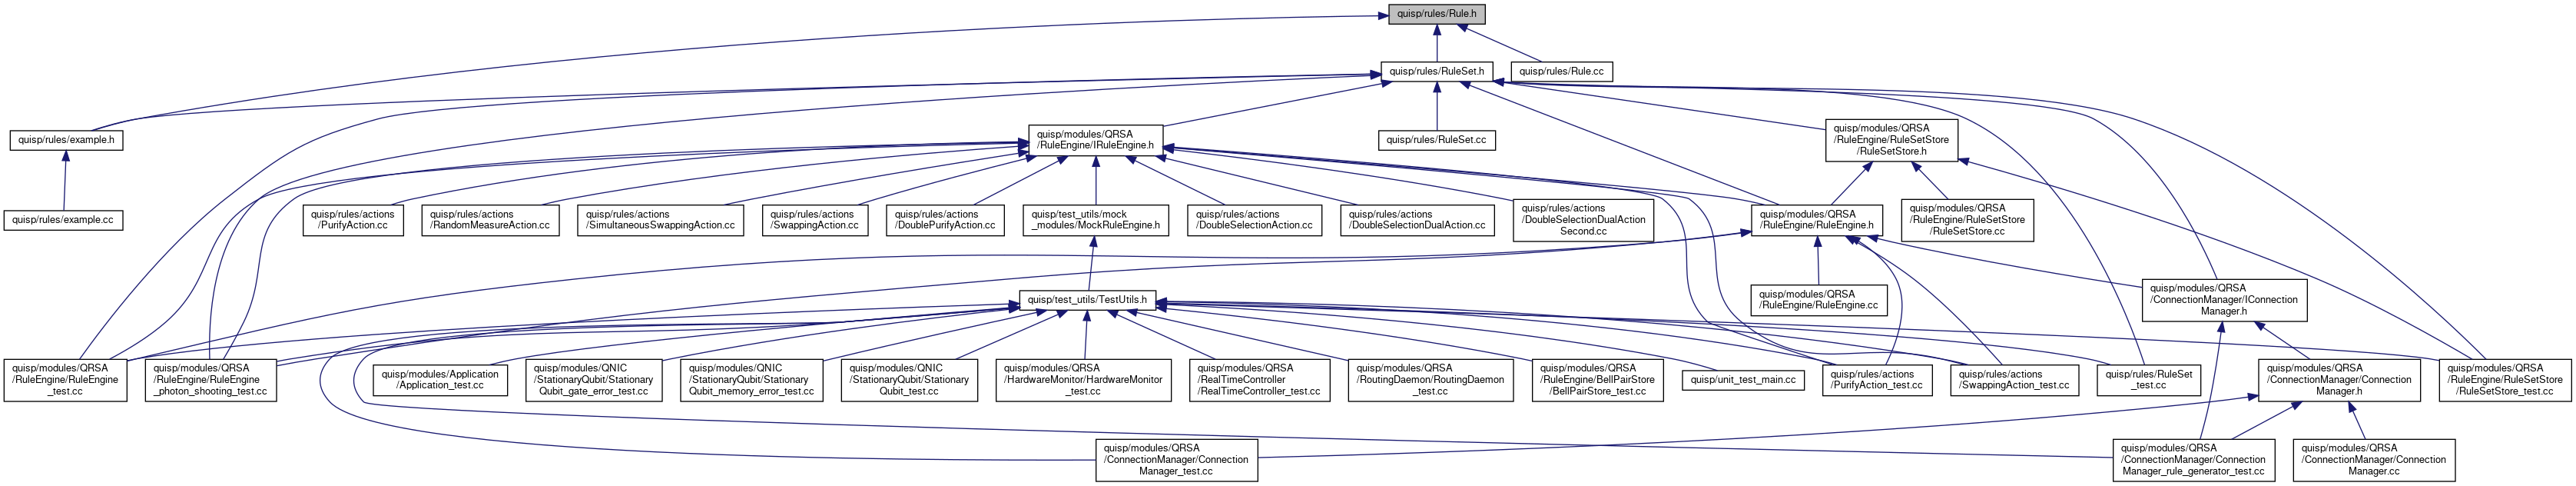 quisp/rules/Rule.h
quisp/rules/RuleSet.h
quisp/rules/Rule.cc
quisp/rules/example.h
quisp/modules/QRSA
/RuleEngine/IRuleEngine.h
quisp/rules/RuleSet.cc
quisp/modules/QRSA
/RuleEngine/RuleSetStore
/RuleSetStore.h
quisp/rules/example.cc
quisp/rules/actions
/PurifyAction.cc
quisp/rules/actions
/RandomMeasureAction.cc
quisp/rules/actions
/SimultaneousSwappingAction.cc
quisp/rules/actions
/SwappingAction.cc
quisp/rules/actions
/DoublePurifyAction.cc
quisp/test_utils/mock
_modules/MockRuleEngine.h
quisp/rules/actions
/DoubleSelectionAction.cc
quisp/rules/actions
/DoubleSelectionDualAction.cc
quisp/rules/actions
/DoubleSelectionDualAction
Second.cc
quisp/modules/QRSA
/RuleEngine/RuleEngine.h
quisp/modules/QRSA
/RuleEngine/RuleSetStore
/RuleSetStore.cc
quisp/test_utils/TestUtils.h
quisp/modules/QRSA
/RuleEngine/RuleEngine.cc
quisp/modules/QRSA
/ConnectionManager/IConnection
Manager.h
quisp/modules/QRSA
/RuleEngine/RuleEngine
_test.cc
quisp/modules/QRSA
/RuleEngine/RuleEngine
_photon_shooting_test.cc
quisp/modules/Application
/Application_test.cc
quisp/modules/QNIC
/StationaryQubit/Stationary
Qubit_gate_error_test.cc
quisp/modules/QNIC
/StationaryQubit/Stationary
Qubit_memory_error_test.cc
quisp/modules/QNIC
/StationaryQubit/Stationary
Qubit_test.cc
quisp/modules/QRSA
/HardwareMonitor/HardwareMonitor
_test.cc
quisp/modules/QRSA
/RealTimeController
/RealTimeController_test.cc
quisp/modules/QRSA
/RoutingDaemon/RoutingDaemon
_test.cc
quisp/modules/QRSA
/RuleEngine/BellPairStore
/BellPairStore_test.cc
quisp/unit_test_main.cc
quisp/rules/actions
/PurifyAction_test.cc
quisp/rules/actions
/SwappingAction_test.cc
quisp/rules/RuleSet
_test.cc
quisp/modules/QRSA
/ConnectionManager/Connection
Manager.h
quisp/modules/QRSA
/RuleEngine/RuleSetStore
/RuleSetStore_test.cc
quisp/modules/QRSA
/ConnectionManager/Connection
Manager_test.cc
quisp/modules/QRSA
/ConnectionManager/Connection
Manager_rule_generator_test.cc
quisp/modules/QRSA
/ConnectionManager/Connection
Manager.cc